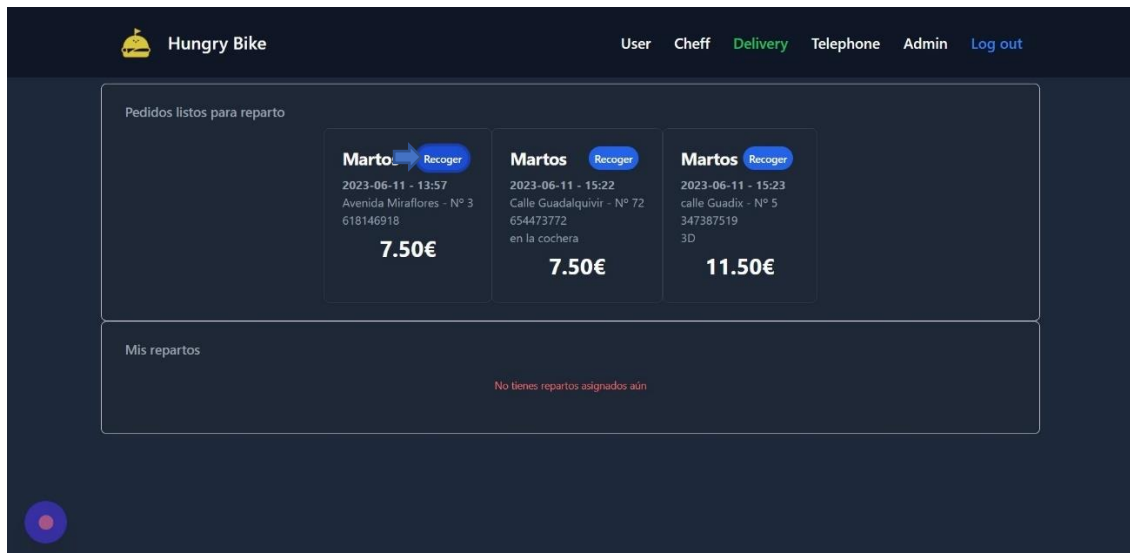 Hungry Bike
User Cheff Delivery Telephone Admin Log out
Pedidos listos para reparto
Martos Recoger
2023-06-11 - 13:57
Avenida Miraflores - Nº 3
618146918
7.50€
Martos Recoger
2023-06-11 - 15:22
Calle Guadalquivir - Nº 72
654473772
en la cochera
7.50€
Martos Recoger
2023-06-11 - 15:23
calle Guadix - Nº 5
347387519
3D
11.50€
Mis repartos
No tienes repartos asignados aún